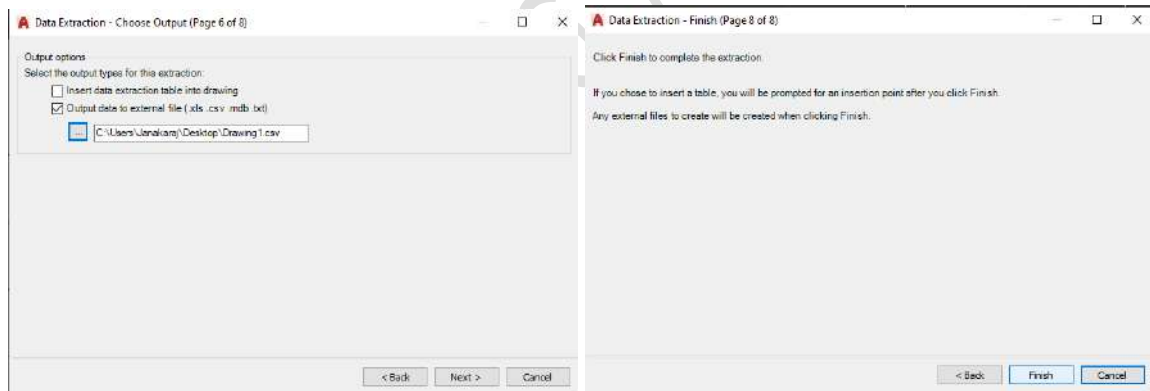 Data Extraction - Choose Output (Page 6 of 8)
Output options
Select the output types for this extraction:
Insert data extraction table into drawing
Output data to external file (.xls .csv .mdb .txt)
...
C:\Users\Janakaraj\Desktop\Drawing1.csv
< Back
Next >
Cancel
Data Extraction - Finish (Page 8 of 8)
Click Finish to complete the extraction.
If you chose to insert a table, you will be prompted for an insertion point after you click Finish.
Any external files to create will be created when clicking Finish.
< Back
Finish
Cancel